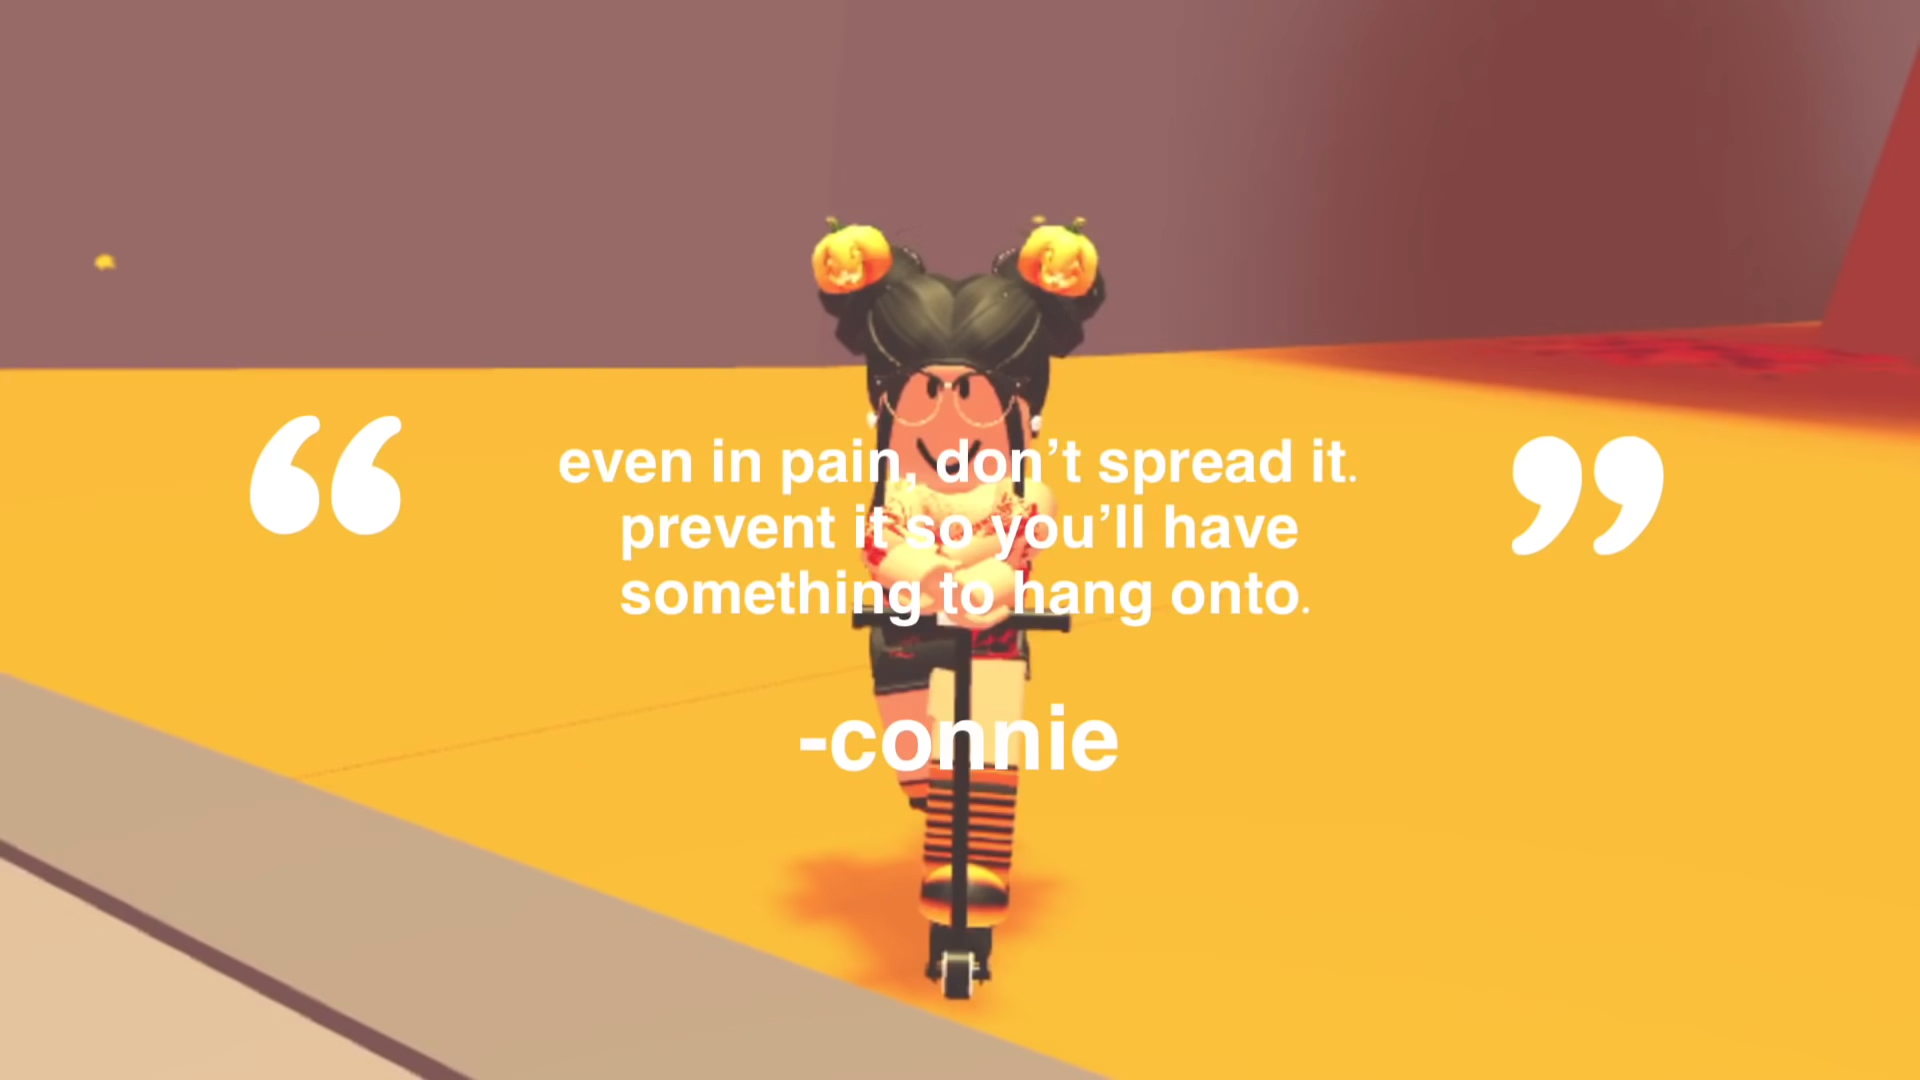 “ even in pain, don’t spread it. ”
prevent it so you’ll have
something to hang onto.
-connie